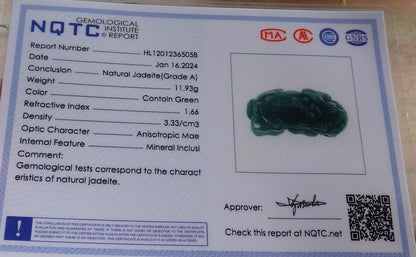 NQTC
GEMOLOGICAL
INSTITUTE
REPORT
Report Number HL12012365058
Date Jan 16,2024
Conclusion Natural Jadeite(Grade A)
Weight 11.93g
Color Contain Green
Refractive Index 1.66
Density 3.33/cm3
Optic Character Anisotropic Mae
Internal Feature Mineral Inclusi
Comment:
Gemological tests correspond to the charact
eristics of natural jadeite.
MA
Approver:
Check this report at NQTC.net